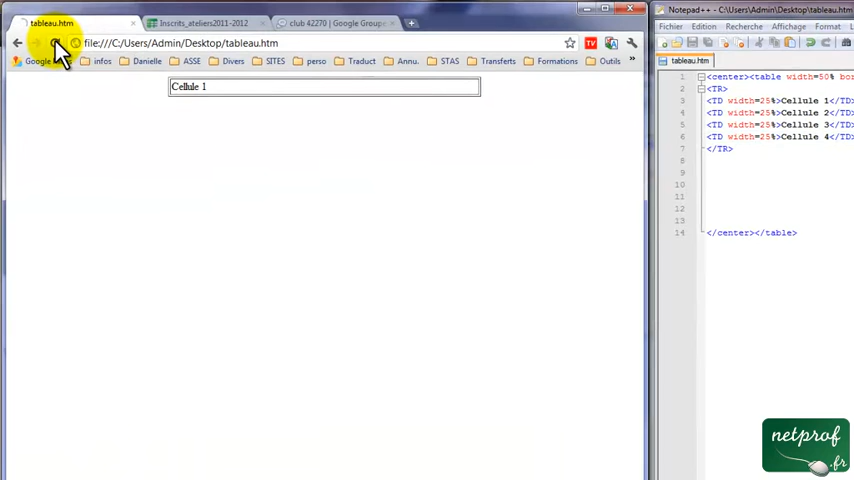 tableau.htm
Inscrits_ateliers2011-2012
club 42270 | Google Groupe
Notepad++ - C:\Users\Admin\Desktop\tableau.htm
file:///C:/Users/Admin/Desktop/tableau.htm
TV
Fichier Edition Recherche Affichage Format
infos Danielle ASSE Divers SITES perso Traduct Annu. STAS Transferts Formations Outils »
tableau.htm
Cellule 1
1 <center><table width=50% bor
2 <TR>
3 <TD width=25%>Cellule 1</TD>
4 <TD width=25%>Cellule 2</TD>
5 <TD width=25%>Cellule 3</TD>
6 <TD width=25%>Cellule 4</TD>
7 </TR>
8
9
10
11
12
13
14 </center></table>
netprof
.fr